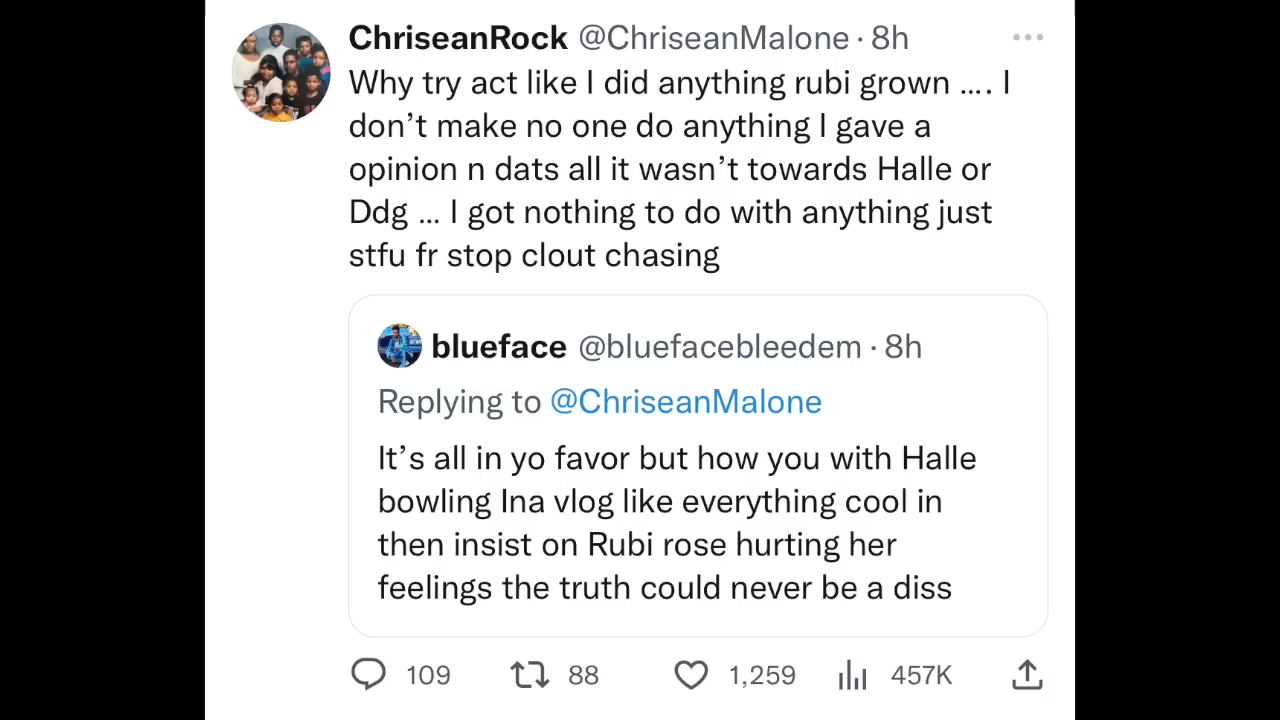 ChriseanRock @ChriseanMalone · 8h
Why try act like I did anything rubi grown .... I
don’t make no one do anything I gave a
opinion n dats all it wasn’t towards Halle or
Ddg ... I got nothing to do with anything just
stfu fr stop clout chasing
blueface @bluefacebleedem · 8h
Replying to @ChriseanMalone
It’s all in yo favor but how you with Halle
bowling Ina vlog like everything cool in
then insist on Rubi rose hurting her
feelings the truth could never be a diss
109 88 1,259 457K